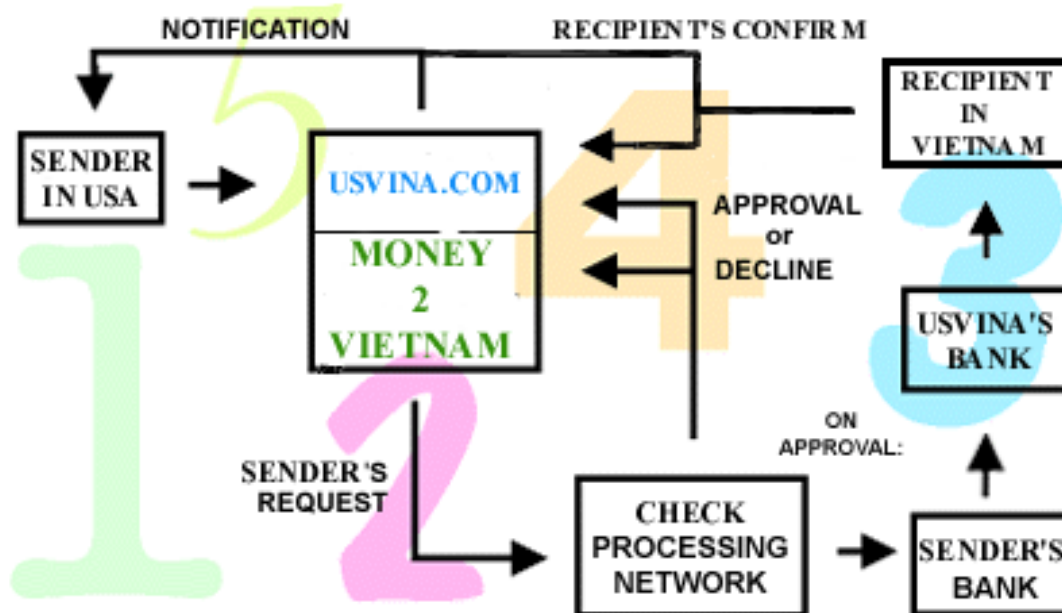 NOTIFICATION
RECIPIENT'S CONFIRM
5
4
RECIPIENT
IN
VIETNAM
SENDER
IN USA
USVINA.COM
MONEY
2
VIETNAM
APPROVAL
or
DECLINE
3
USVINA'S
BANK
1
2
ON
APPROVAL:
SENDER'S
REQUEST
CHECK
PROCESSING
NETWORK
SENDER'S
BANK